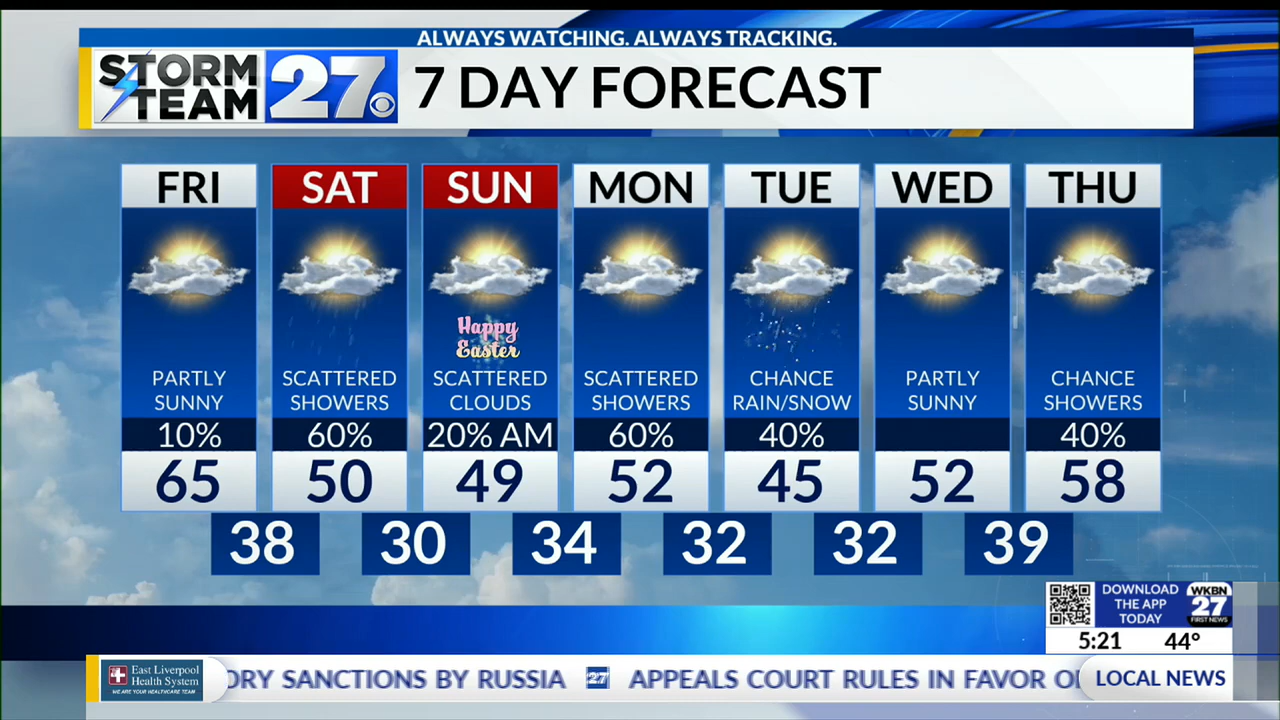 ALWAYS WATCHING. ALWAYS TRACKING.
STORM
TEAM
27
7 DAY FORECAST
FRI
SAT
SUN
MON
TUE
WED
THU
Happy
Easter
PARTLY
SUNNY
SCATTERED
SHOWERS
SCATTERED
CLOUDS
SCATTERED
SHOWERS
CHANCE
RAIN/SNOW
PARTLY
SUNNY
CHANCE
SHOWERS
10%
60%
20% AM
60%
40%
40%
65
50
49
52
45
52
58
38
30
34
32
32
39
DOWNLOAD
THE APP
TODAY
WKBN
27
FIRST NEWS
5:21 44°
East Liverpool
Health System
WE ARE YOUR HEALTHCARE TEAM
ORY SANCTIONS BY RUSSIA 27 APPEALS COURT RULES IN FAVOR
LOCAL NEWS